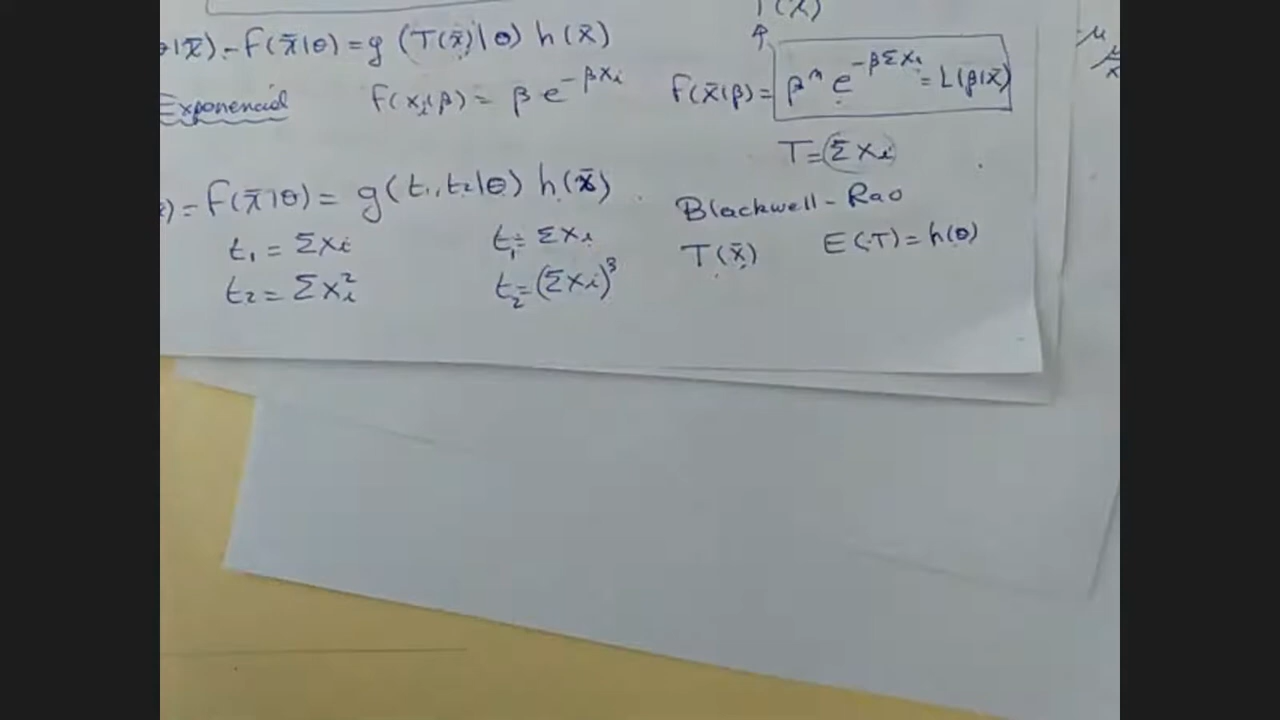 |x̄) - f(x̄|θ) = g (T(x̄)|θ) h(x̄)
Exponencial f(xᵢ|β) = β e^{-βxᵢ}
f(x̄|β) = βⁿ e^{-βΣxᵢ} = L(β|x̄)
T = Σxᵢ
) = f(x̄|θ) = g(t₁, t₂|θ) h(x̄)
t₁ = Σxᵢ
t₂ = Σxᵢ²
t₁ = Σxᵢ
t₂ = (Σxᵢ)³
Blackwell - Rao
T(x̄) E(T) = h(θ)